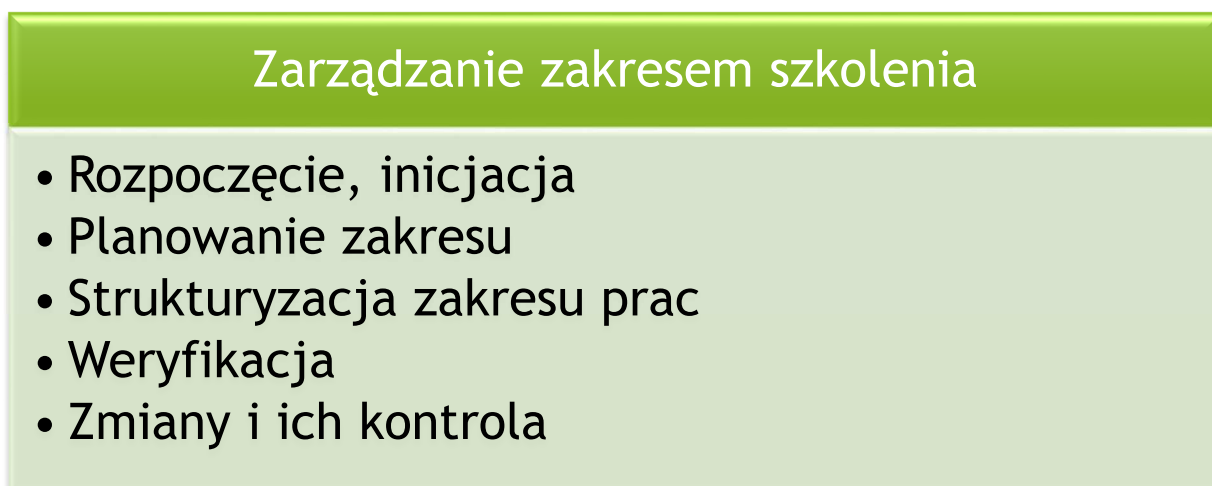 Zarządzanie zakresem szkolenia
• Rozpoczęcie, inicjacja
• Planowanie zakresu
• Strukturyzacja zakresu prac
• Weryfikacja
• Zmiany i ich kontrola